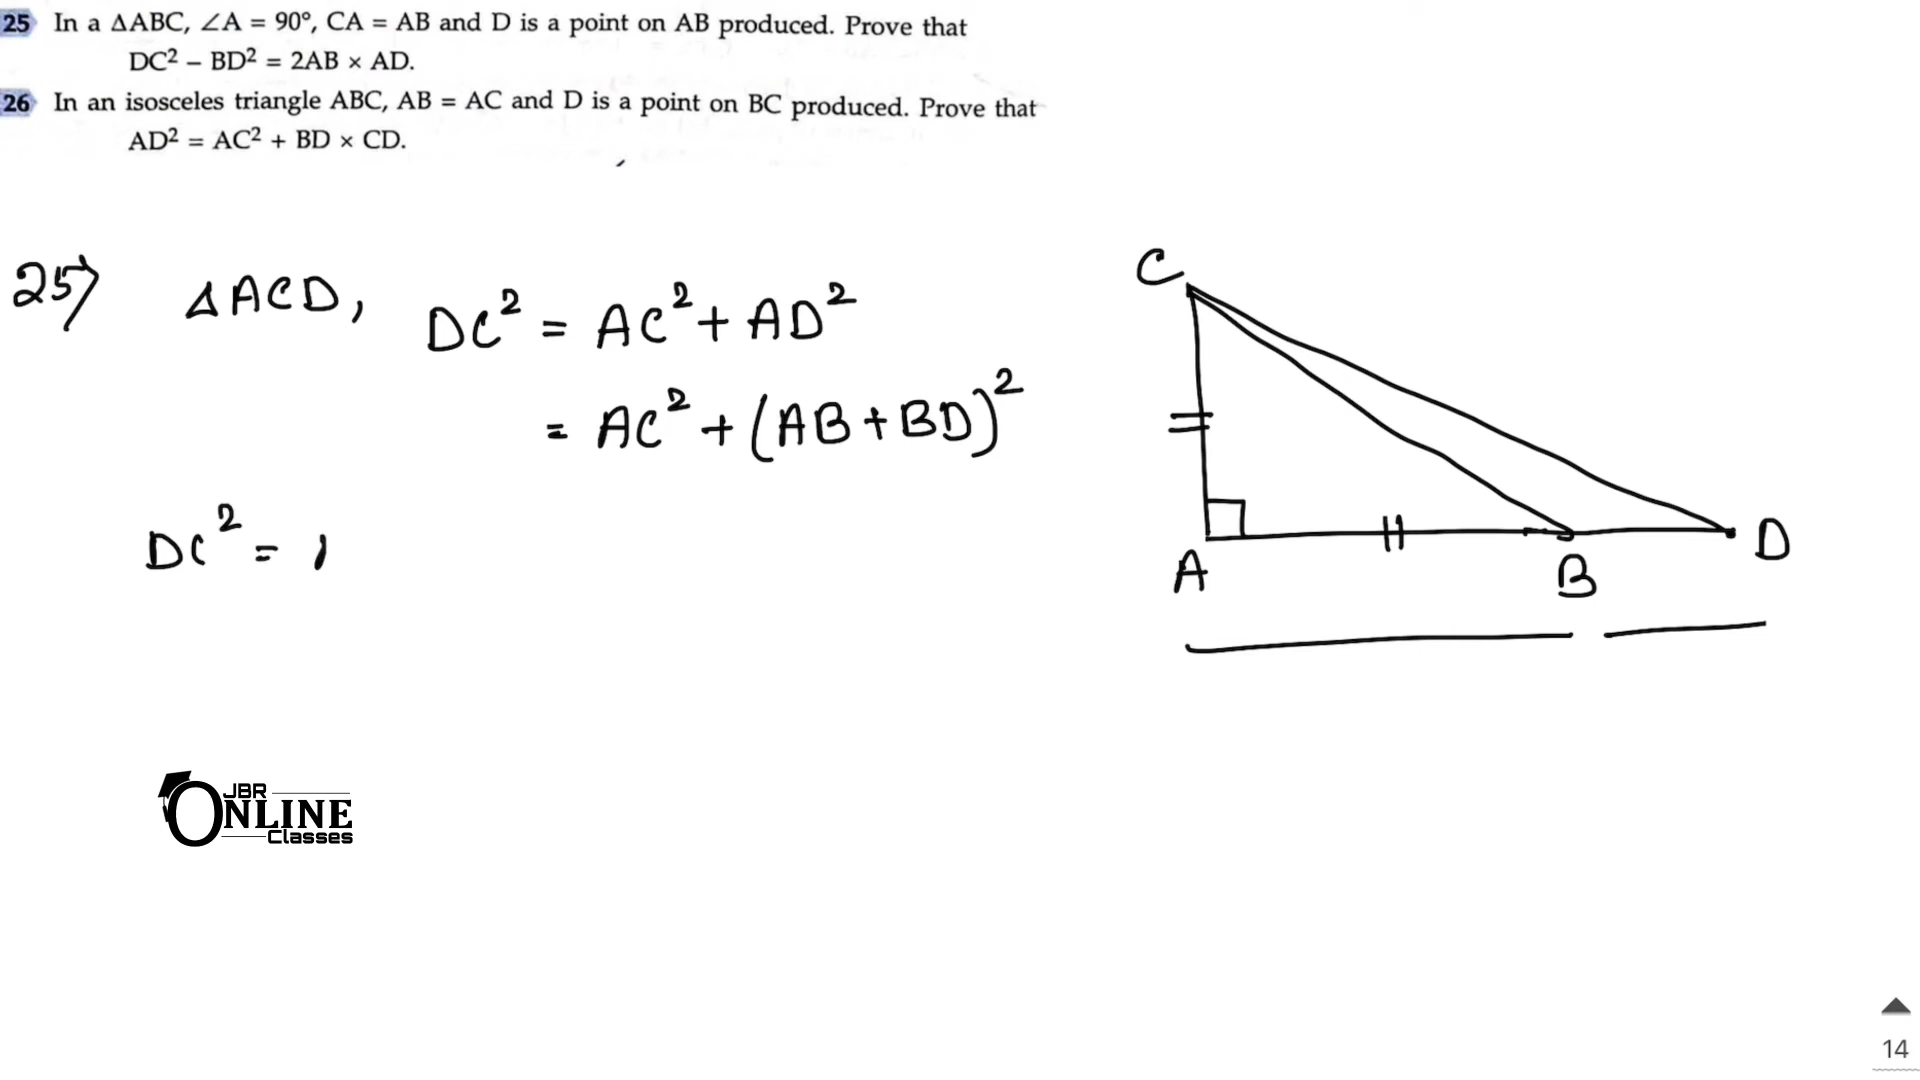 25 In a ΔABC, ∠A = 90°, CA = AB and D is a point on AB produced. Prove that
DC² – BD² = 2AB × AD.
26 In an isosceles triangle ABC, AB = AC and D is a point on BC produced. Prove that
AD² = AC² + BD × CD.
25) ΔACD, DC² = AC² + AD²
= AC² + (AB + BD)²
DC² =
C
A
B
D
JBR
ONLINE
Classes
14